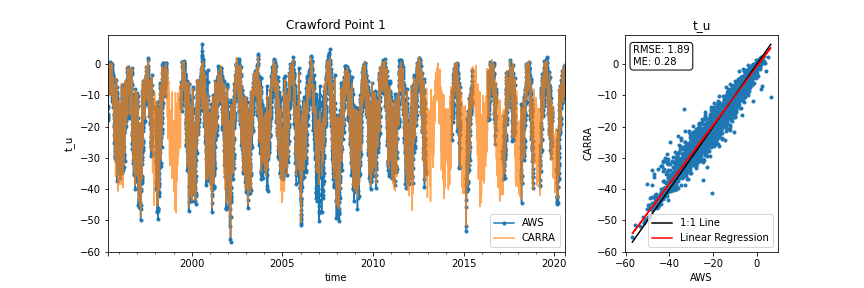 Crawford Point 1
t_u
0
−10
−20
−30
−40
−50
−60
2000
2005
2010
2015
2020
time
AWS
CARRA
t_u
RMSE: 1.89
ME: 0.28
CARRA
0
−10
−20
−30
−40
−50
−60
−60
−40
−20
0
AWS
1:1 Line
Linear Regression